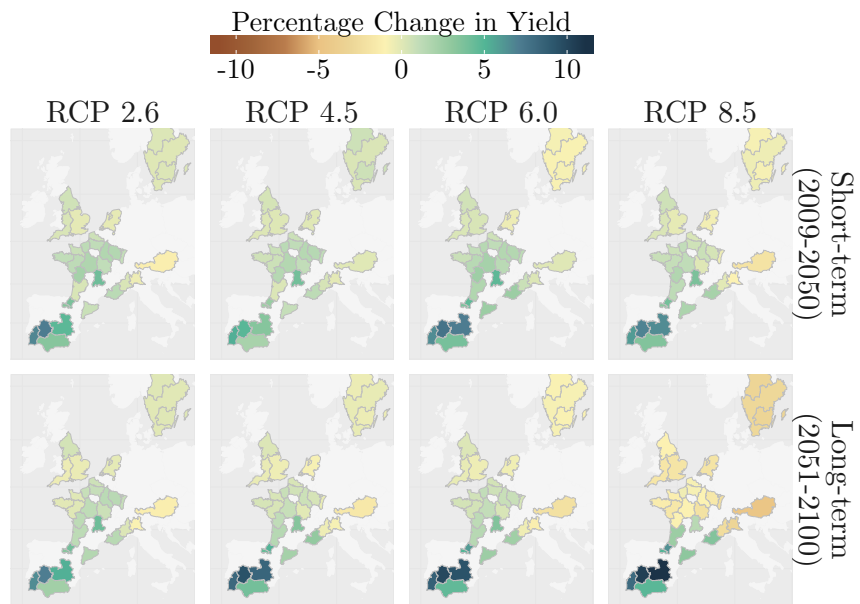 Percentage Change in Yield
-10 -5 0 5 10
RCP 2.6 RCP 4.5 RCP 6.0 RCP 8.5
Short-term
(2009-2050)
Long-term
(2051-2100)